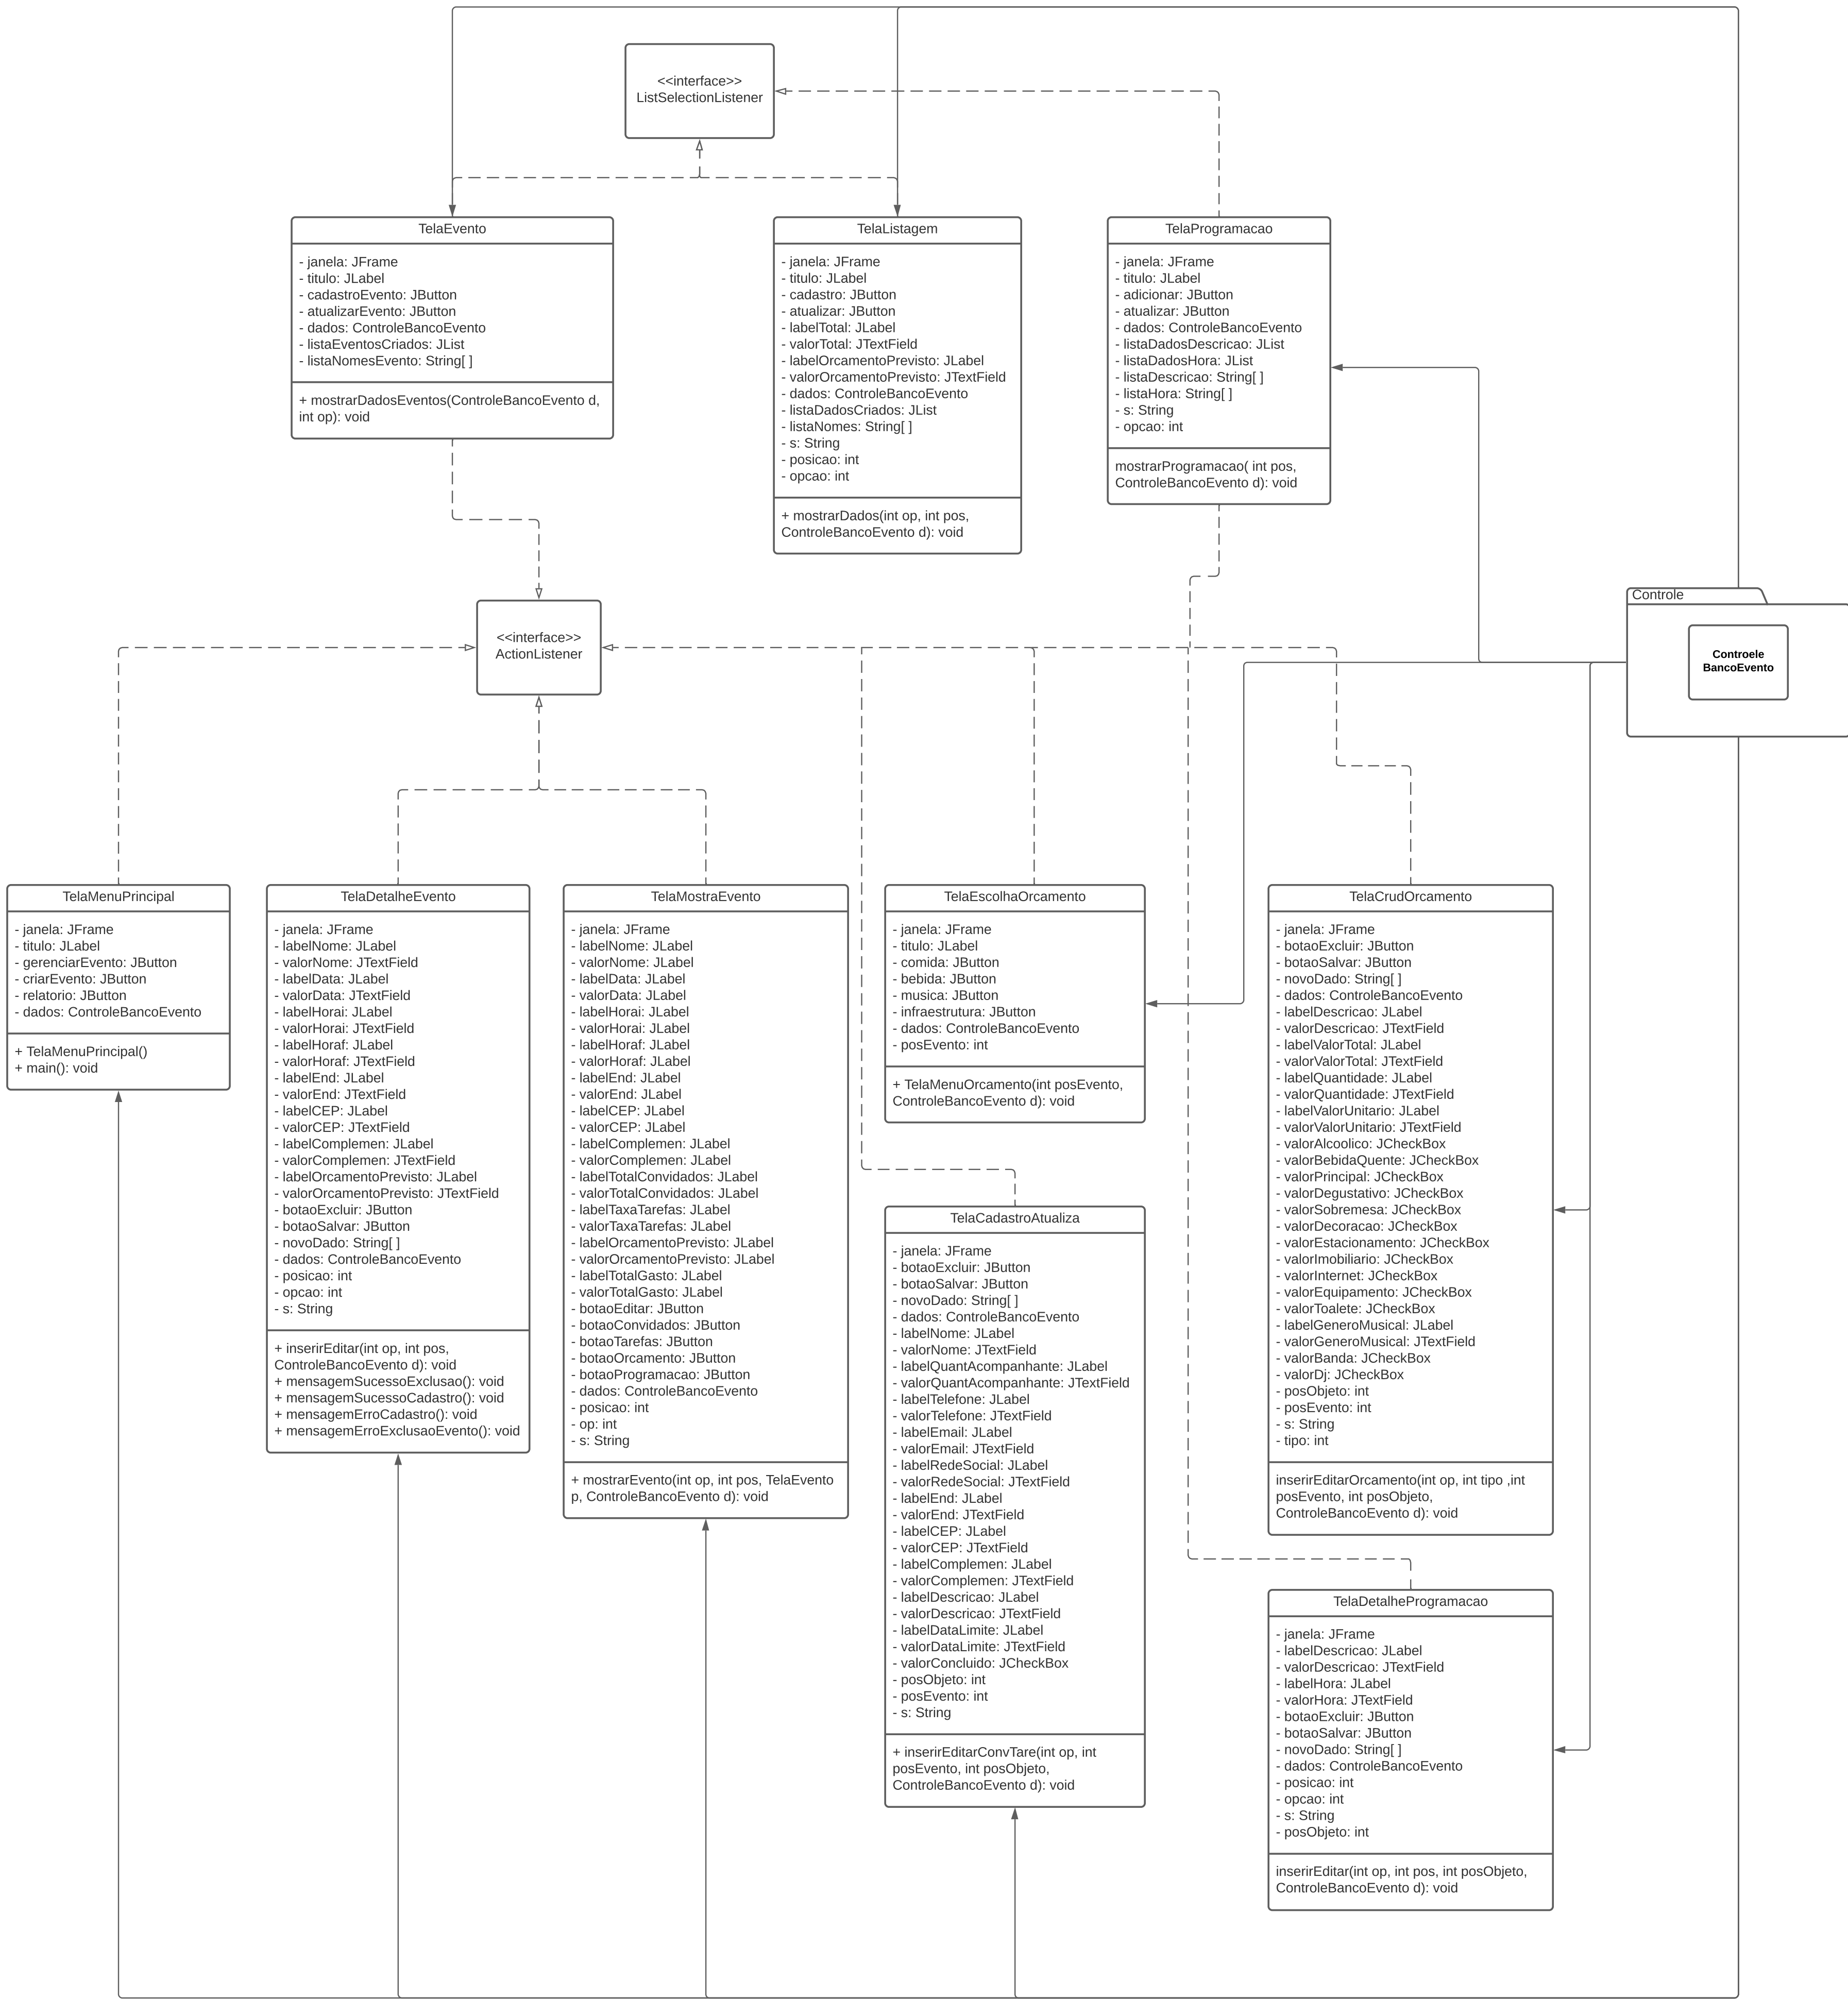 <<interface>>
ListSelectionListener
TelaEvento
- janela: JFrame
- titulo: JLabel
- cadastroEvento: JButton
- atualizarEvento: JButton
- dados: ControleBancoEvento
- listaEventosCriados: JList
- listaNomesEvento: String[ ]
+ mostrarDadosEventos(ControleBancoEvento d,
int op): void
TelaListagem
- janela: JFrame
- titulo: JLabel
- cadastro: JButton
- atualizar: JButton
- labelTotal: JLabel
- valorTotal: JTextField
- labelOrcamentoPrevisto: JLabel
- valorOrcamentoPrevisto: JTextField
- dados: ControleBancoEvento
- listaDadosCriados: JList
- listaNomes: String[ ]
- s: String
- posicao: int
- opcao: int
+ mostrarDados(int op, int pos,
ControleBancoEvento d): void
TelaProgramacao
- janela: JFrame
- titulo: JLabel
- adicionar: JButton
- atualizar: JButton
- dados: ControleBancoEvento
- listaDadosDescricao: JList
- listaDadosHora: JList
- listaDescricao: String[ ]
- listaHora: String[ ]
- s: String
- opcao: int
mostrarProgramacao( int pos,
ControleBancoEvento d): void
Controle
Controele
BancoEvento
<<interface>>
ActionListener
TelaMenuPrincipal
- janela: JFrame
- titulo: JLabel
- gerenciarEvento: JButton
- criarEvento: JButton
- relatorio: JButton
- dados: ControleBancoEvento
+ TelaMenuPrincipal()
+ main(): void
TelaDetalheEvento
- janela: JFrame
- labelNome: JLabel
- valorNome: JTextField
- labelData: JLabel
- valorData: JTextField
- labelHorai: JLabel
- valorHorai: JTextField
- labelHoraf: JLabel
- valorHoraf: JTextField
- labelEnd: JLabel
- valorEnd: JTextField
- labelCEP: JLabel
- valorCEP: JTextField
- labelComplemen: JLabel
- valorComplemen: JTextField
- labelOrcamentoPrevisto: JLabel
- valorOrcamentoPrevisto: JTextField
- botaoExcluir: JButton
- botaoSalvar: JButton
- novoDado: String[ ]
- dados: ControleBancoEvento
- posicao: int
- opcao: int
- s: String
+ inserirEditar(int op, int pos,
ControleBancoEvento d): void
+ mensagemSucessoExclusao(): void
+ mensagemSucessoCadastro(): void
+ mensagemErroCadastro(): void
+ mensagemErroExclusaoEvento(): void
TelaMostraEvento
- janela: JFrame
- labelNome: JLabel
- valorNome: JLabel
- labelData: JLabel
- valorData: JLabel
- labelHorai: JLabel
- valorHorai: JLabel
- labelHoraf: JLabel
- valorHoraf: JLabel
- labelEnd: JLabel
- valorEnd: JLabel
- labelCEP: JLabel
- valorCEP: JLabel
- labelComplemen: JLabel
- valorComplemen: JLabel
- labelTotalConvidados: JLabel
- valorTotalConvidados: JLabel
- labelTaxaTarefas: JLabel
- valorTaxaTarefas: JLabel
- labelOrcamentoPrevisto: JLabel
- valorOrcamentoPrevisto: JLabel
- labelTotalGasto: JLabel
- valorTotalGasto: JLabel
- botaoEditar: JButton
- botaoConvidados: JButton
- botaoTarefas: JButton
- botaoOrcamento: JButton
- botaoProgramacao: JButton
- dados: ControleBancoEvento
- posicao: int
- op: int
- s: String
+ mostrarEvento(int op, int pos, TelaEvento
p, ControleBancoEvento d): void
TelaEscolhaOrcamento
- janela: JFrame
- titulo: JLabel
- comida: JButton
- bebida: JButton
- musica: JButton
- infraestrutura: JButton
- dados: ControleBancoEvento
- posEvento: int
+ TelaMenuOrcamento(int posEvento,
ControleBancoEvento d): void
TelaCadastroAtualiza
- janela: JFrame
- botaoExcluir: JButton
- botaoSalvar: JButton
- novoDado: String[ ]
- dados: ControleBancoEvento
- labelNome: JLabel
- valorNome: JTextField
- labelQuantAcompanhante: JLabel
- valorQuantAcompanhante: JTextField
- labelTelefone: JLabel
- valorTelefone: JTextField
- labelEmail: JLabel
- valorEmail: JTextField
- labelRedeSocial: JLabel
- valorRedeSocial: JTextField
- labelEnd: JLabel
- valorEnd: JTextField
- labelCEP: JLabel
- valorCEP: JTextField
- labelComplemen: JLabel
- valorComplemen: JTextField
- labelDescricao: JLabel
- valorDescricao: JTextField
- labelDataLimite: JLabel
- valorDataLimite: JTextField
- valorConcluido: JCheckBox
- posObjeto: int
- posEvento: int
- s: String
+ inserirEditarConvTare(int op, int
posEvento, int posObjeto,
ControleBancoEvento d): void
TelaCrudOrcamento
- janela: JFrame
- botaoExcluir: JButton
- botaoSalvar: JButton
- novoDado: String[ ]
- dados: ControleBancoEvento
- labelDescricao: JLabel
- valorDescricao: JTextField
- labelValorTotal: JLabel
- valorValorTotal: JTextField
- labelQuantidade: JLabel
- valorQuantidade: JTextField
- labelValorUnitario: JLabel
- valorValorUnitario: JTextField
- valorAlcoolico: JCheckBox
- valorBebidaQuente: JCheckBox
- valorPrincipal: JCheckBox
- valorDegustativo: JCheckBox
- valorSobremesa: JCheckBox
- valorDecoracao: JCheckBox
- valorEstacionamento: JCheckBox
- valorImobiliario: JCheckBox
- valorInternet: JCheckBox
- valorEquipamento: JCheckBox
- valorToalete: JCheckBox
- labelGeneroMusical: JLabel
- valorGeneroMusical: JTextField
- valorBanda: JCheckBox
- valorDj: JCheckBox
- posObjeto: int
- posEvento: int
- s: String
- tipo: int
inserirEditarOrcamento(int op, int tipo ,int
posEvento, int posObjeto,
ControleBancoEvento d): void
TelaDetalheProgramacao
- janela: JFrame
- labelDescricao: JLabel
- valorDescricao: JTextField
- labelHora: JLabel
- valorHora: JTextField
- botaoExcluir: JButton
- botaoSalvar: JButton
- novoDado: String[ ]
- dados: ControleBancoEvento
- posicao: int
- opcao: int
- s: String
- posObjeto: int
inserirEditar(int op, int pos, int posObjeto,
ControleBancoEvento d): void